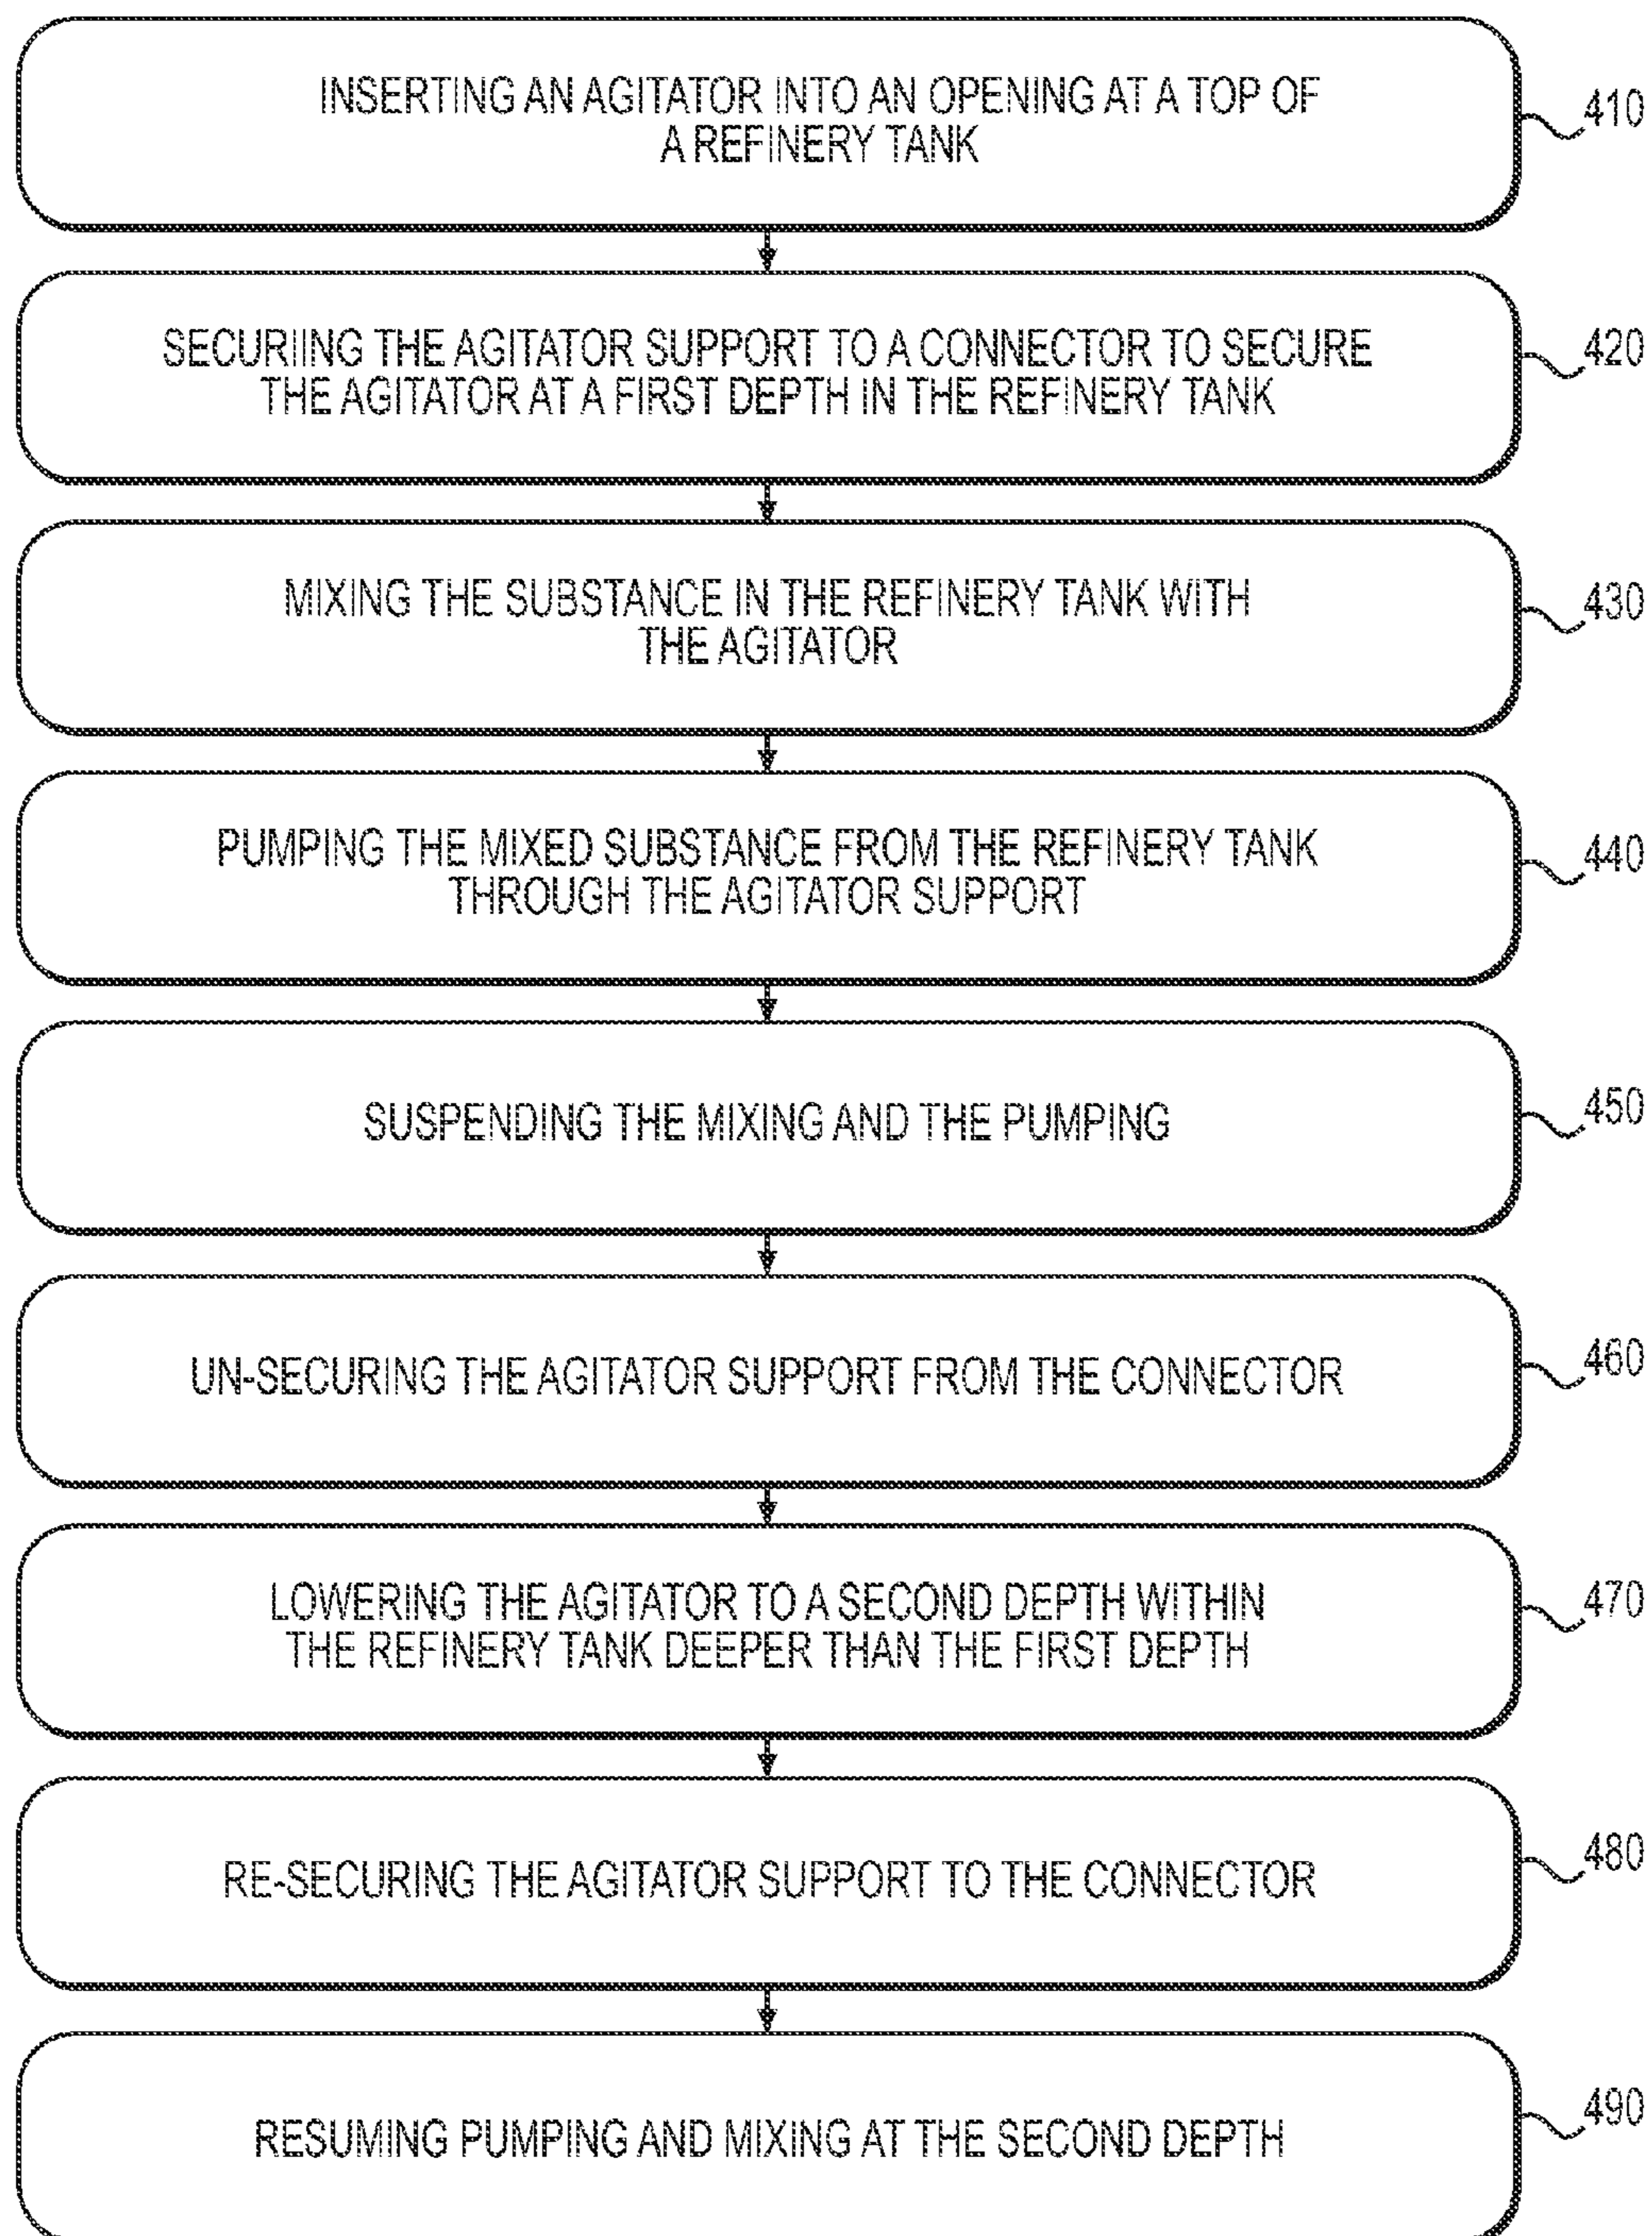 INSERTING AN AGITATOR INTO AN OPENING AT A TOP OF
A REFINERY TANK
410
SECURIING THE AGITATOR SUPPORT TO A CONNECTOR TO SECURE
THE AGITATOR AT A FIRST DEPTH IN THE REFINERY TANK
420
MIXING THE SUBSTANCE IN THE REFINERY TANK WITH
THE AGITATOR
430
PUMPING THE MIXED SUBSTANCE FROM THE REFINERY TANK
THROUGH THE AGITATOR SUPPORT
440
SUSPENDING THE MIXING AND THE PUMPING
450
UN-SECURING THE AGITATOR SUPPORT FROM THE CONNECTOR
460
LOWERING THE AGITATOR TO A SECOND DEPTH WITHIN
THE REFINERY TANK DEEPER THAN THE FIRST DEPTH
470
RE-SECURING THE AGITATOR SUPPORT TO THE CONNECTOR
480
RESUMING PUMPING AND MIXING AT THE SECOND DEPTH
490